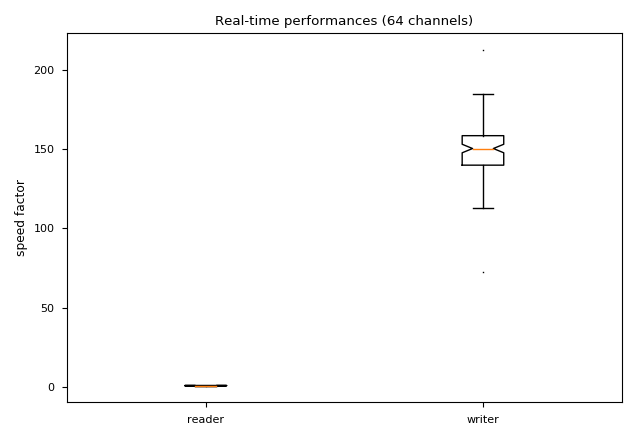 Real-time performances (64 channels)
200
150
100
50
0
speed factor
reader
writer